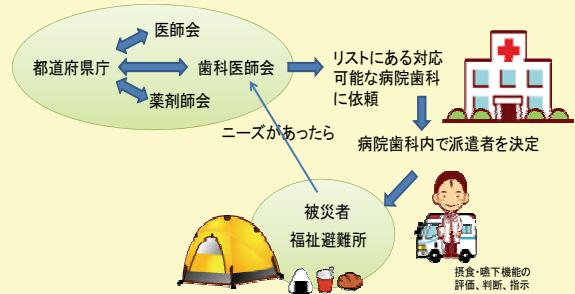 医師会
都道府県庁
歯科医師会
薬剤師会
リストにある対応
可能な病院歯科
に依頼
ニーズがあったら
病院歯科内で派遣者を決定
被災者
福祉避難所
摂食・嚥下機能の
評価、判断、指示